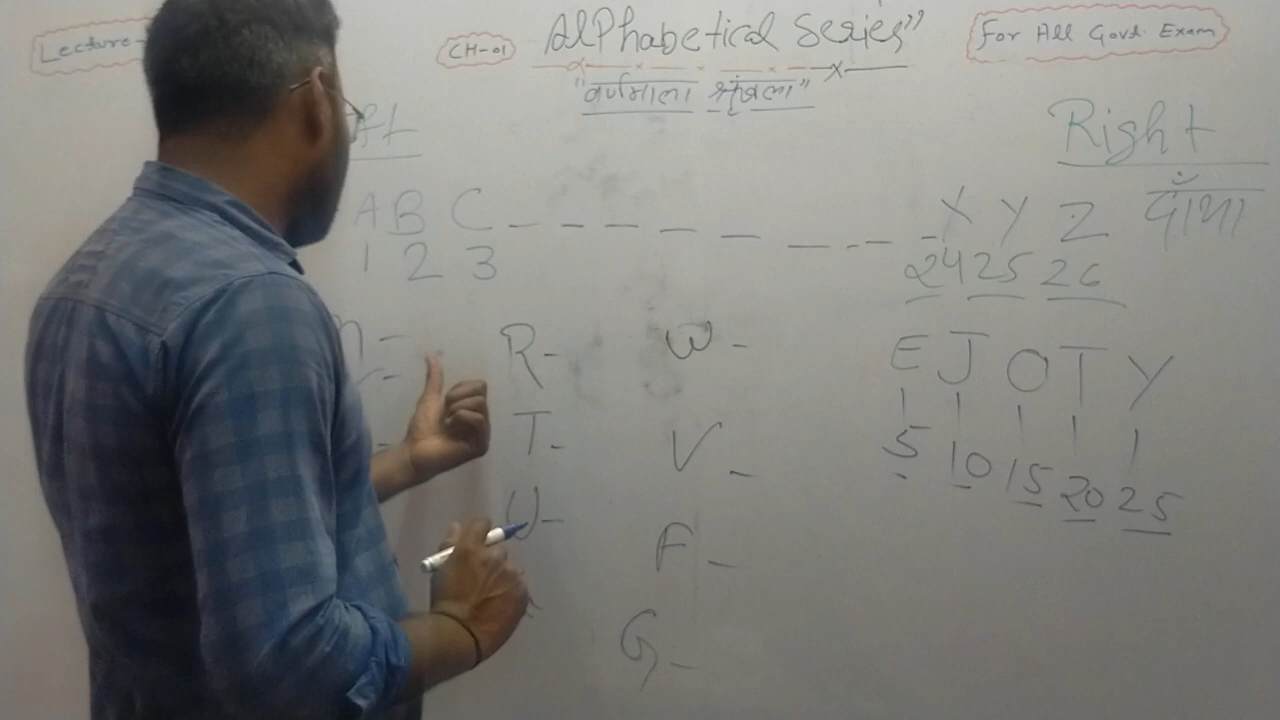 Lecture-
CH-01
Alphabetical Series"
For All Govt. Exam
"वर्णमाला श्रृंखला"
Right
दाँया
A B C - - - - - - - - - X Y Z
1 2 3
24 25 26
R-
W-
E J O T Y
5 10 15 20 25
T-
V-
U-
F-
G-